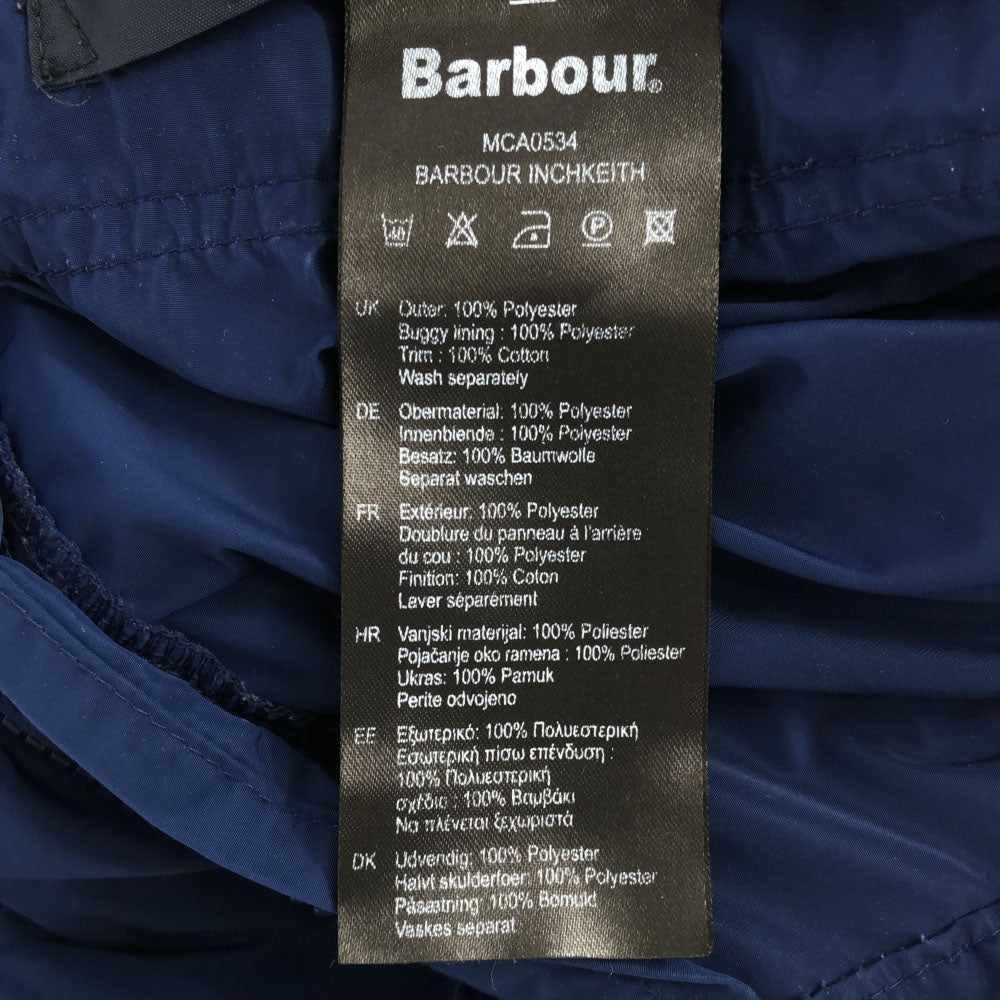 Barbour®
MCA0534
BARBOUR INCHKEITH
40 P
UK Outer: 100% Polyester
Buggy lining : 100% Polyester
Trim : 100% Cotton
Wash separately
DE Obermaterial: 100% Polyester
Innenblende : 100% Polyester
Besatz: 100% Baumwolle
Separat waschen
FR Extérieur: 100% Polyester
Doublure du panneau à l'arrière
du cou : 100% Polyester
Finition: 100% Coton
Laver séparément
HR Vanjski materijal: 100% Poliester
Pojačanje oko ramena : 100% Poliester
Ukras: 100% Pamuk
Perite odvojeno
EE Εξωτερικό: 100% Πολυεστερική
Εσωτερική πίσω επένδυση :
100% Πολυεστερική
σχέδιο : 100% Βαμβάκι
Να πλένεται ξεχωριστά
DK Udvendig: 100% Polyester
Halvt skulderfoer: 100% Polyester
Påsætning: 100% Bomuld
Vaskes separat